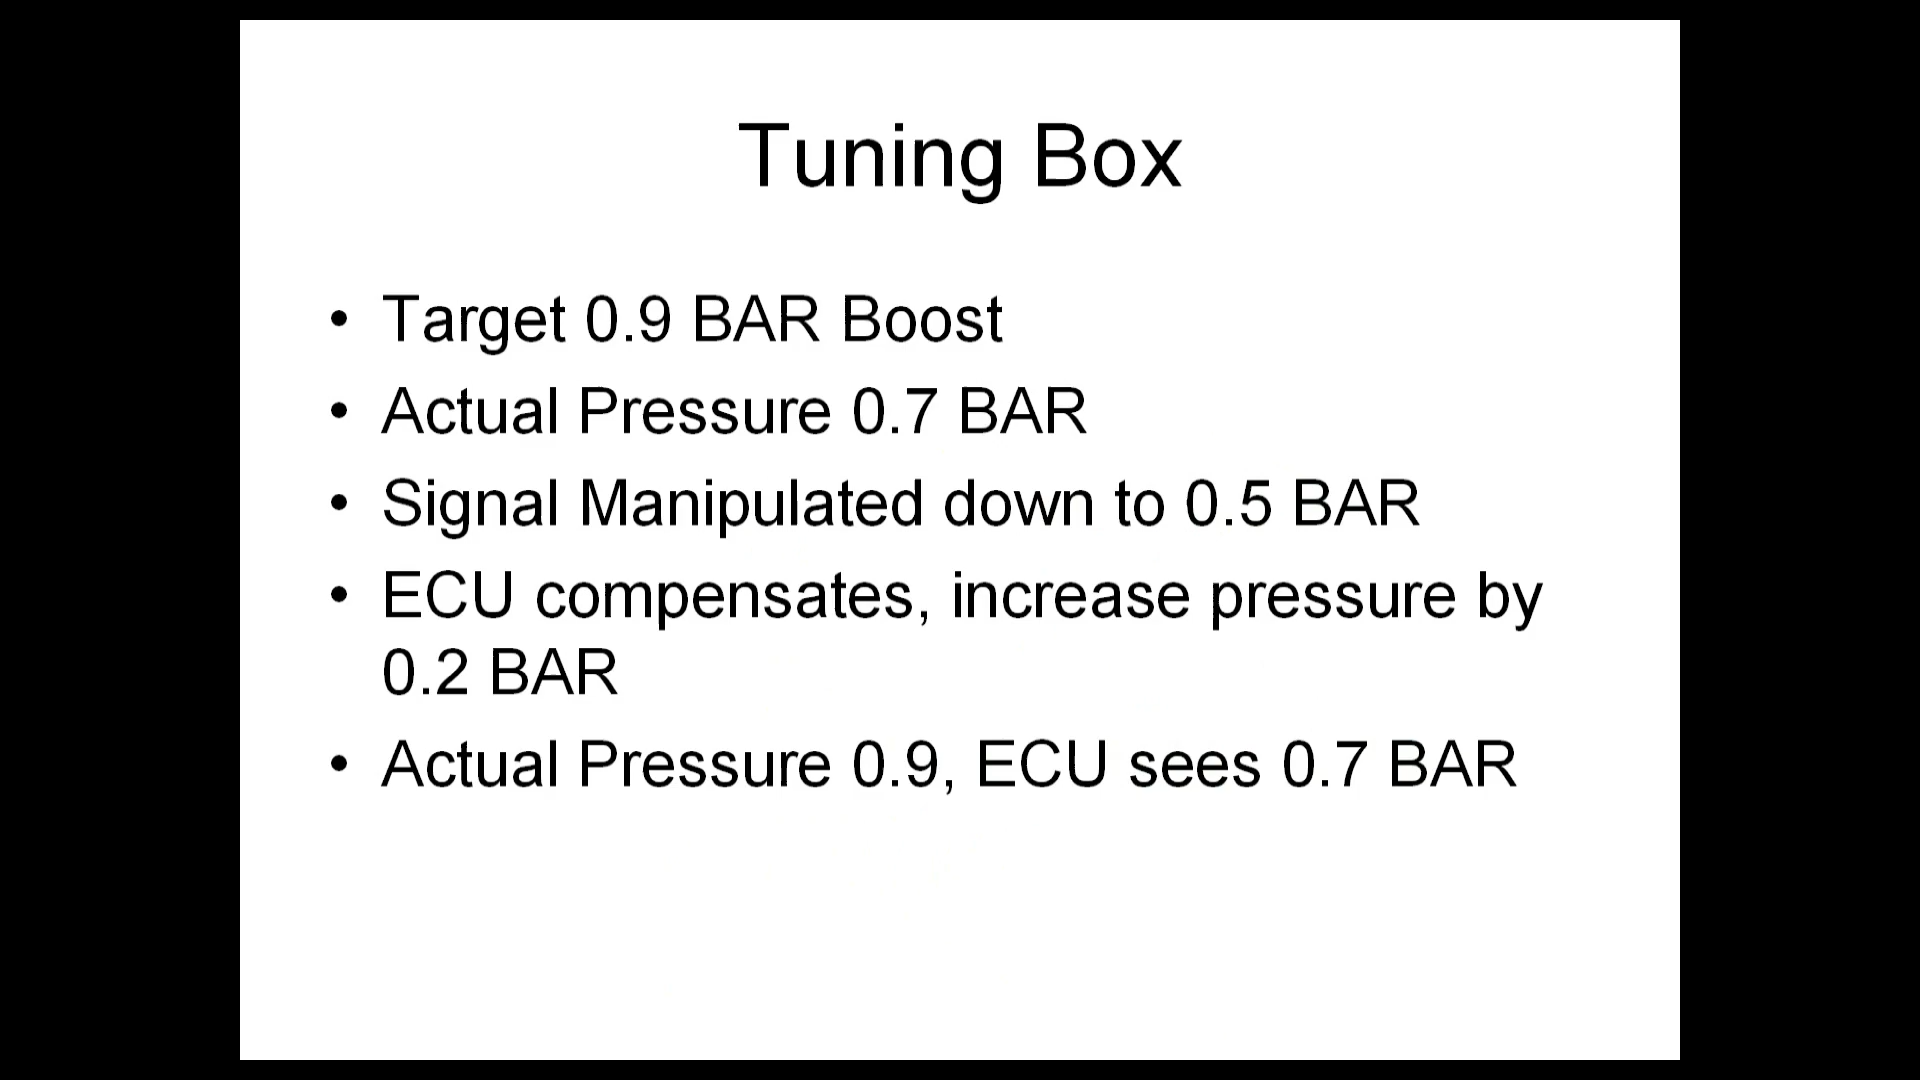 Tuning Box
• Target 0.9 BAR Boost
• Actual Pressure 0.7 BAR
• Signal Manipulated down to 0.5 BAR
• ECU compensates, increase pressure by
0.2 BAR
• Actual Pressure 0.9, ECU sees 0.7 BAR